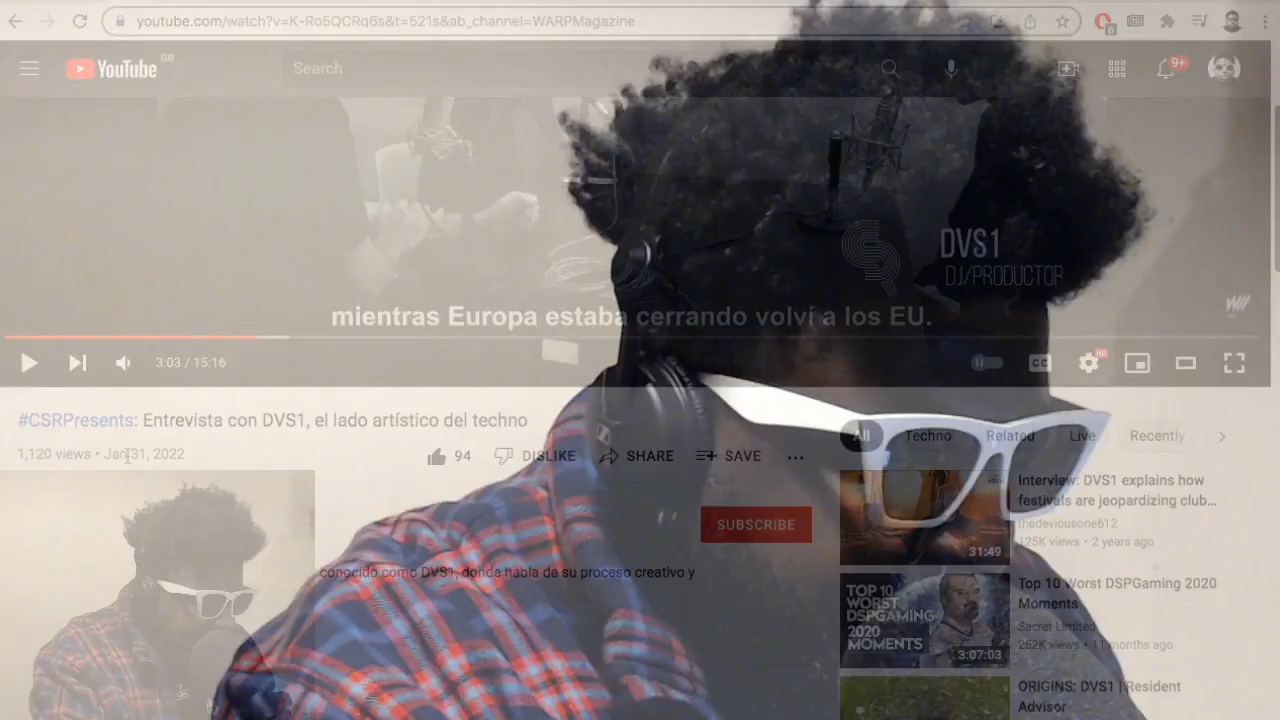 youtube.com/watch?v=K-Ro5QCRq6s&t=521s&ab_channel=WARPMagazine
YouTube GB
Search
9+
DVS1
DJ/PRODUCTOR
mientras Europa estaba cerrando volví a los EU.
3:03 / 15:16
CC
HD
#CSRPresents: Entrevista con DVS1, el lado artístico del techno
1,120 views • Jan 31, 2022
94 DISLIKE SHARE SAVE
All Techno Related Live Recently
SUBSCRIBE
conocido como DVS1, donde habla de su proceso creativo y
Interview: DVS1 explains how
festivals are jeopardizing club...
thedeviousone612
125K views • 2 years ago
31:49
TOP 10
WORST
DSPGAMING
2020
MOMENTS
3:07:03
Top 10 Worst DSPGaming 2020
Moments
Secret Limited
262K views • 11 months ago
ORIGINS: DVS1 | Resident
Advisor